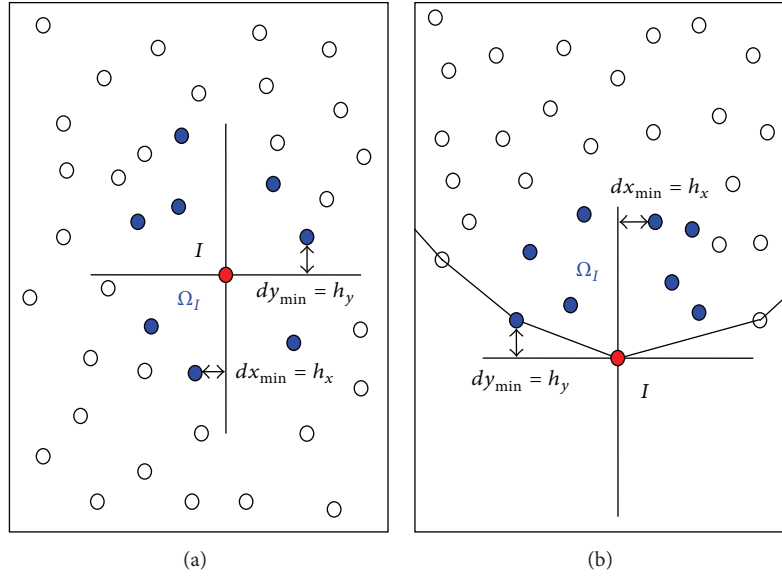 I
Ω_I
dy_min = h_y
dx_min = h_x
(a)
dx_min = h_x
Ω_I
dy_min = h_y
I
(b)